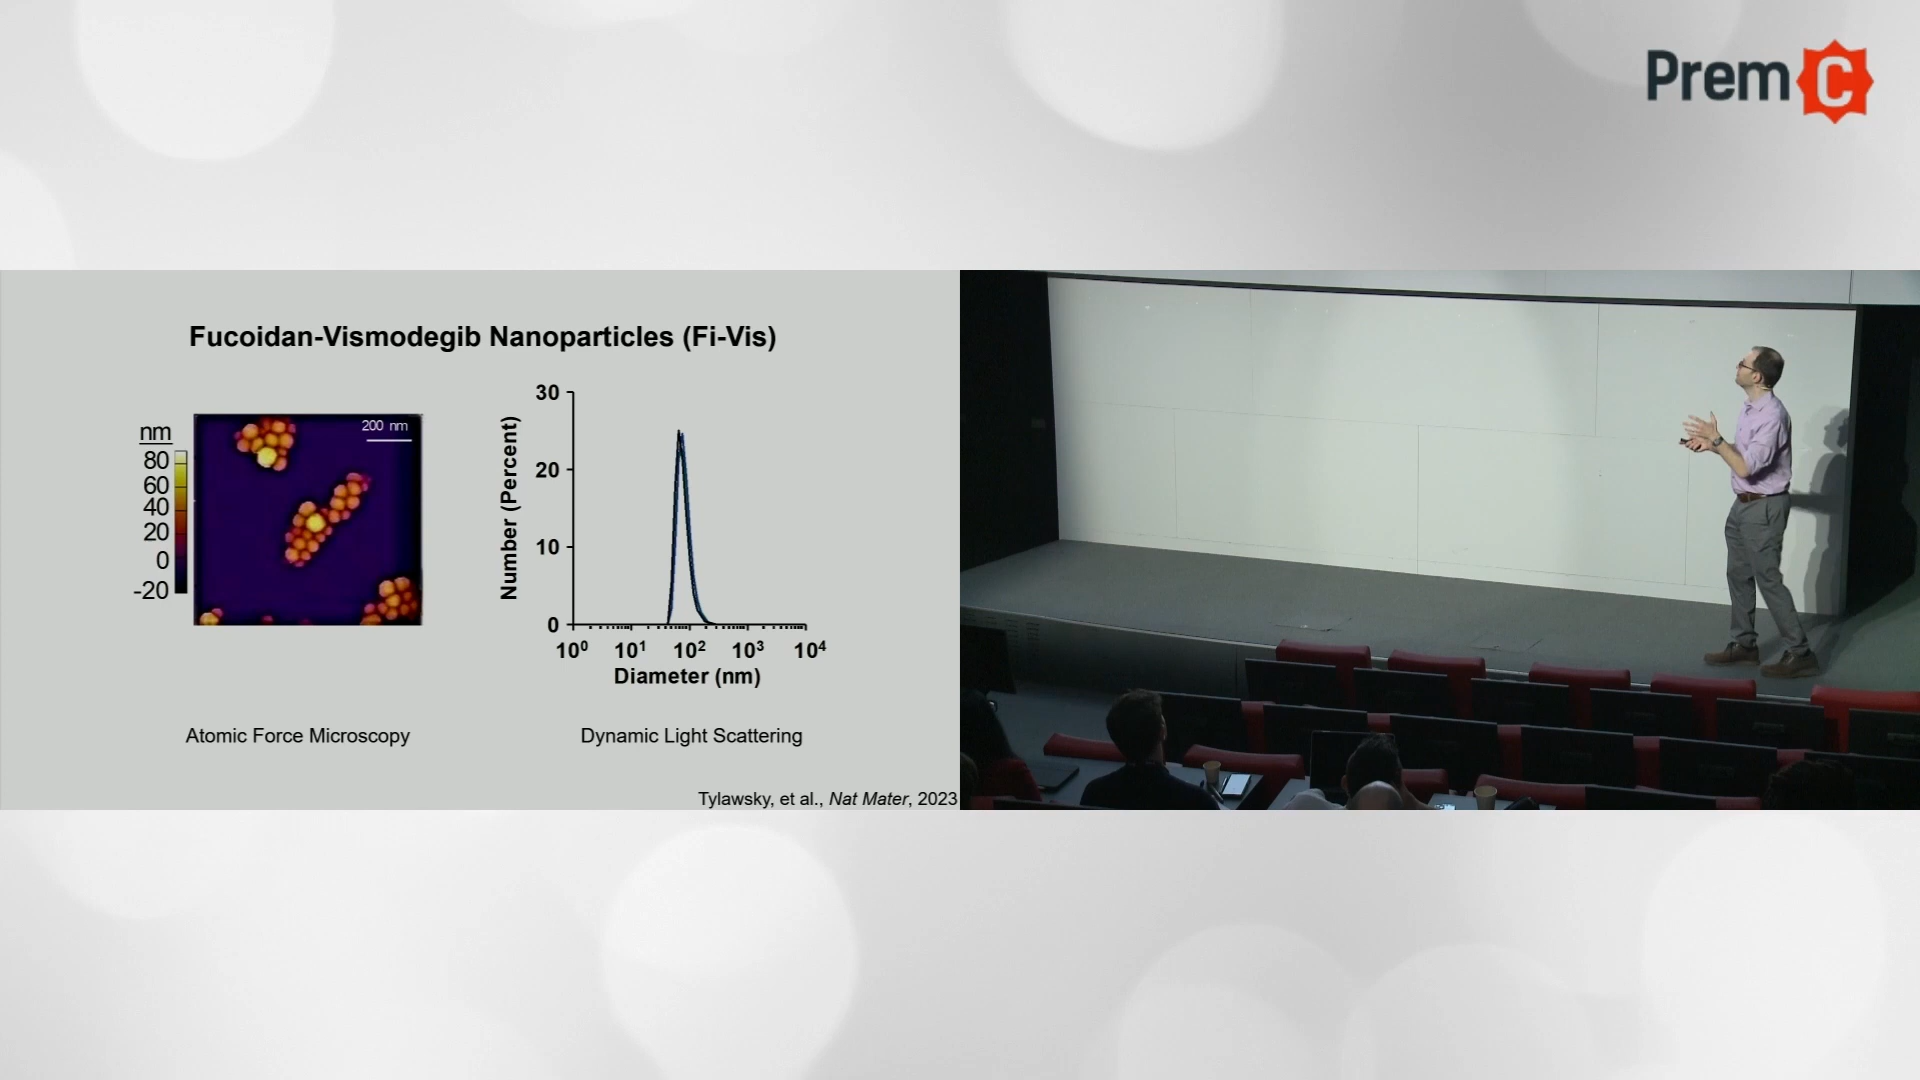 Prem C
Fucoidan-Vismodegib Nanoparticles (Fi-Vis)
nm
80
60
40
20
0
-20
200 nm
Number (Percent)
30
20
10
0
10⁰ 10¹ 10² 10³ 10⁴
Diameter (nm)
Atomic Force Microscopy
Dynamic Light Scattering
Tylawsky, et al., Nat Mater, 2023